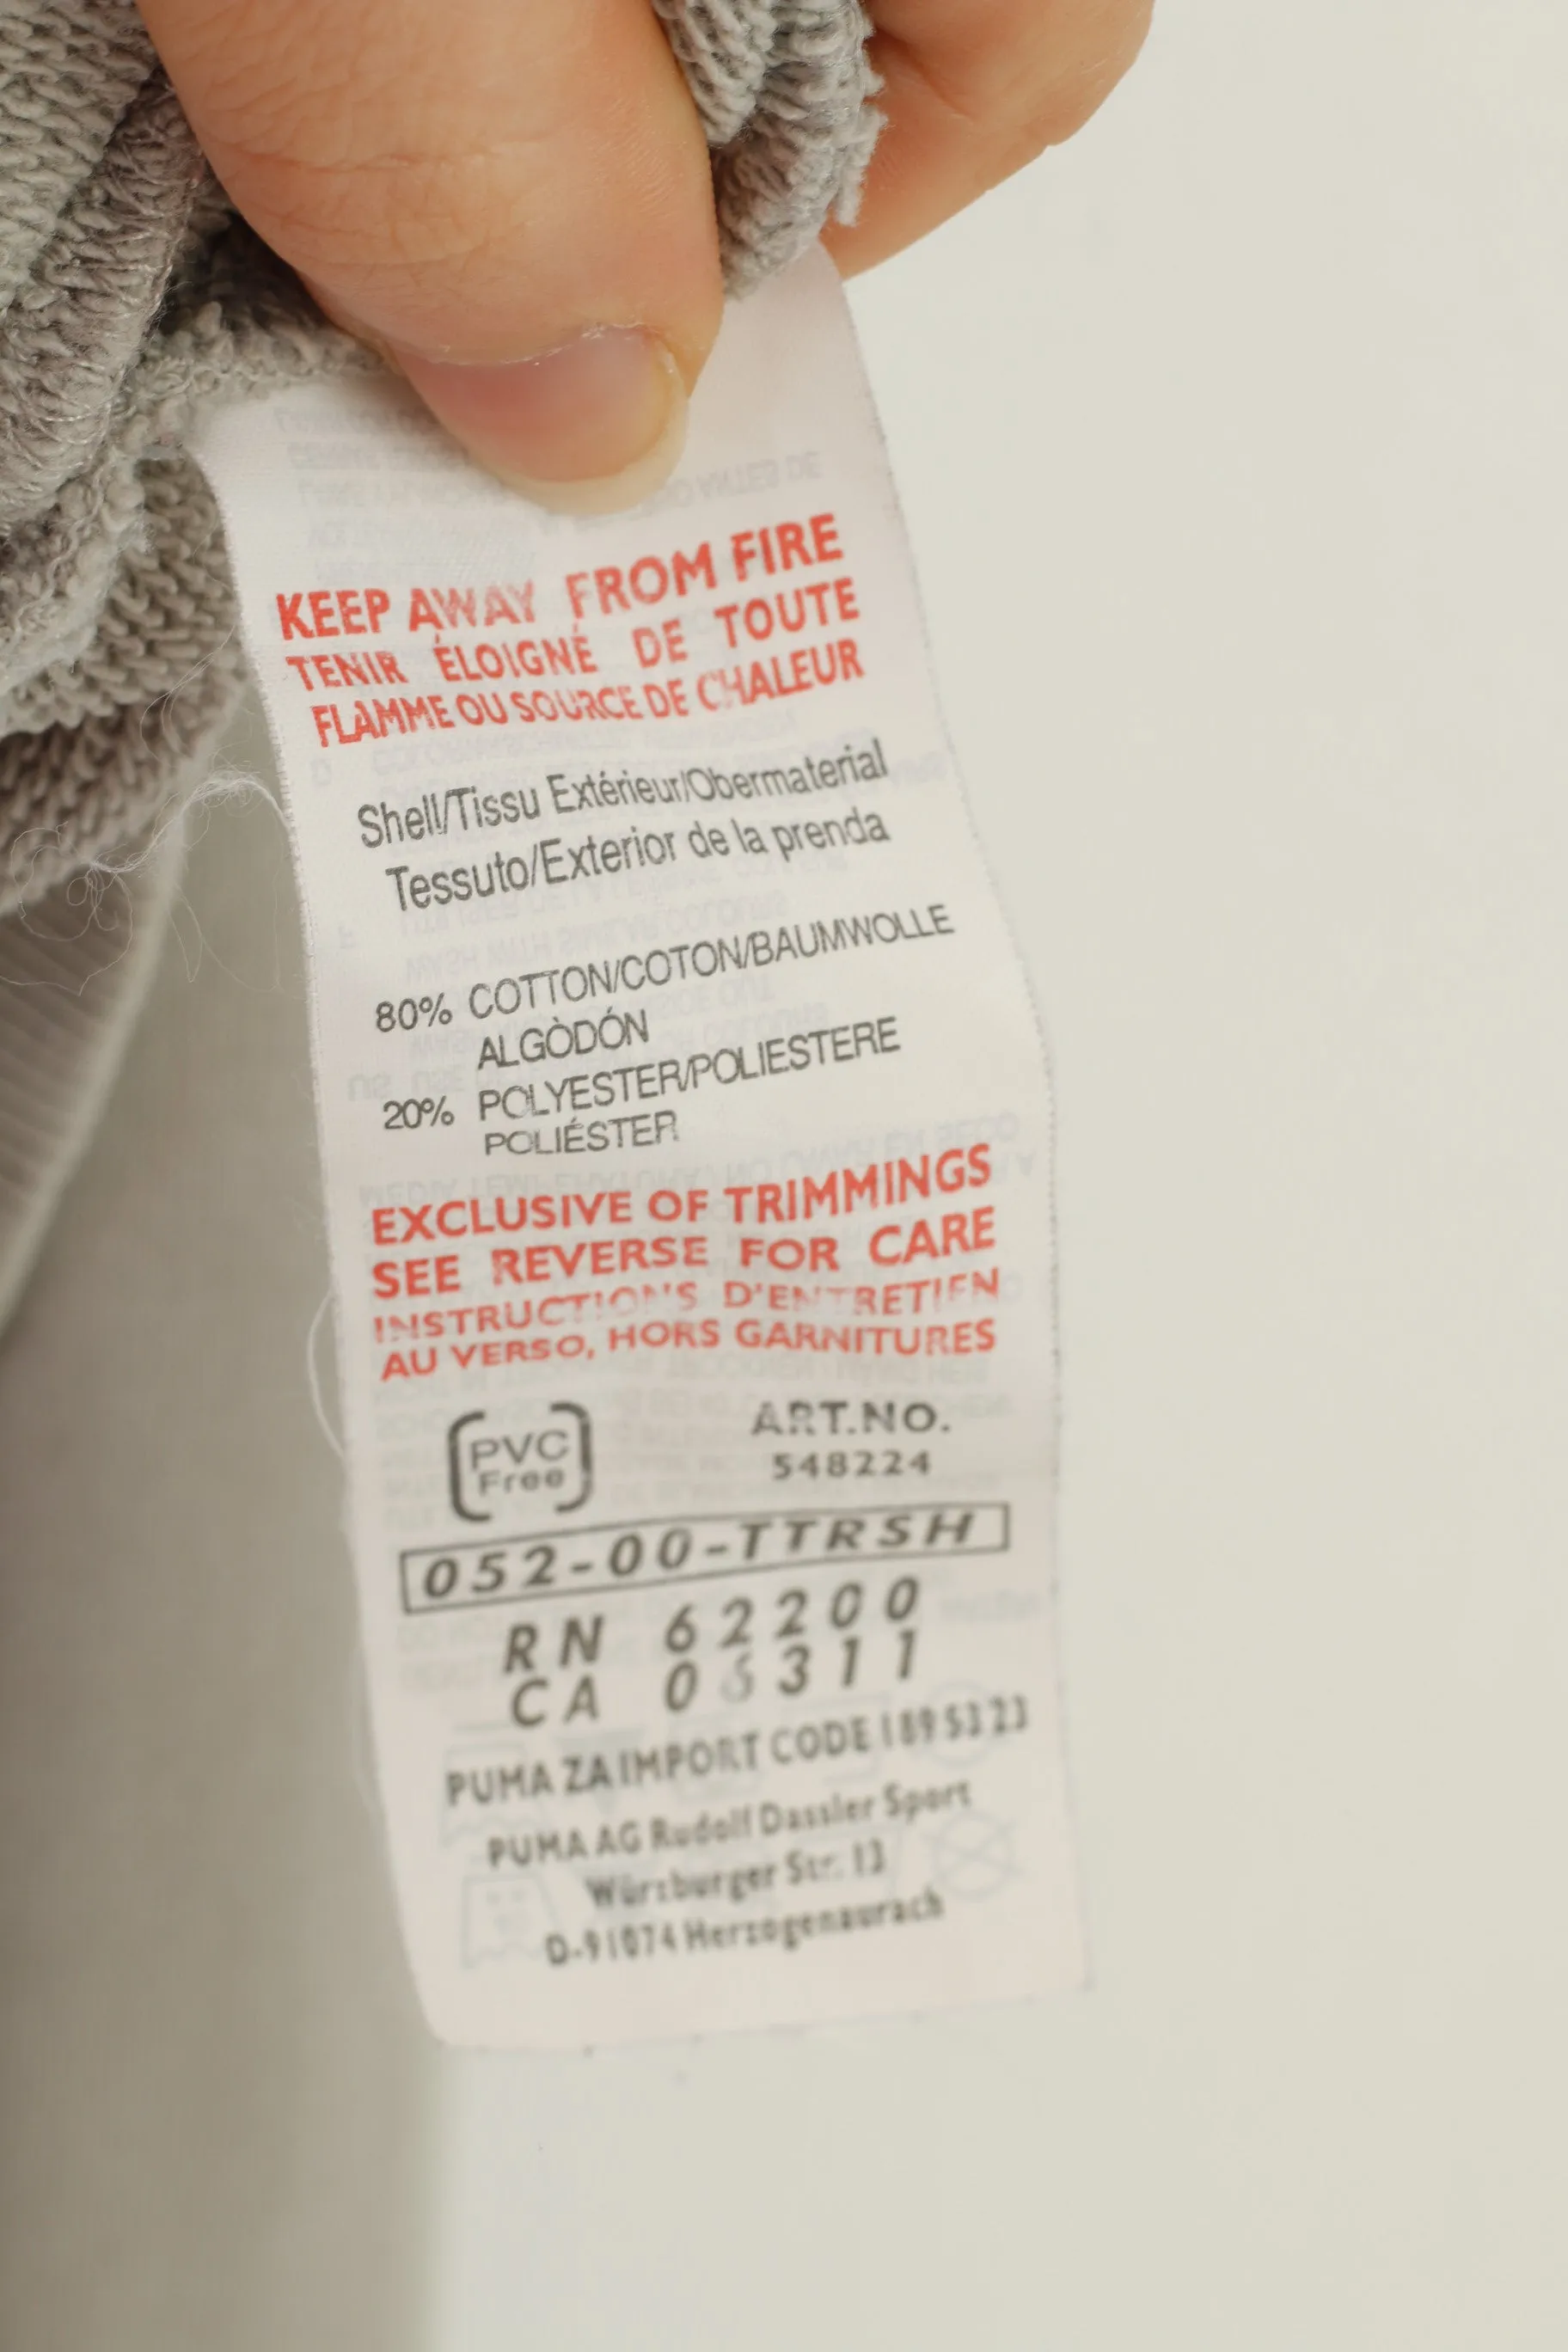 KEEP AWAY FROM FIRE
TENIR ÉLOIGNÉ DE TOUTE
FLAMME OU SOURCE DE CHALEUR
Shell/Tissu Extérieur/Obermaterial
Tessuto/Exterior de la prenda
80% COTTON/COTON/BAUMWOLLE
ALGÒDÓN
20% POLYESTER/POLIESTERE
POLIÉSTER
EXCLUSIVE OF TRIMMINGS
SEE REVERSE FOR CARE
INSTRUCTIONS D'ENTRETIEN
AU VERSO, HORS GARNITURES
PVC
Free
ART.NO.
548224
052-00-TTRSH
RN 62200
CA 06311
PUMA ZA IMPORT CODE 1895323
PUMA AG Rudolf Dassler Sport
Würzburger Str. 13
D-91074 Herzogenaurach